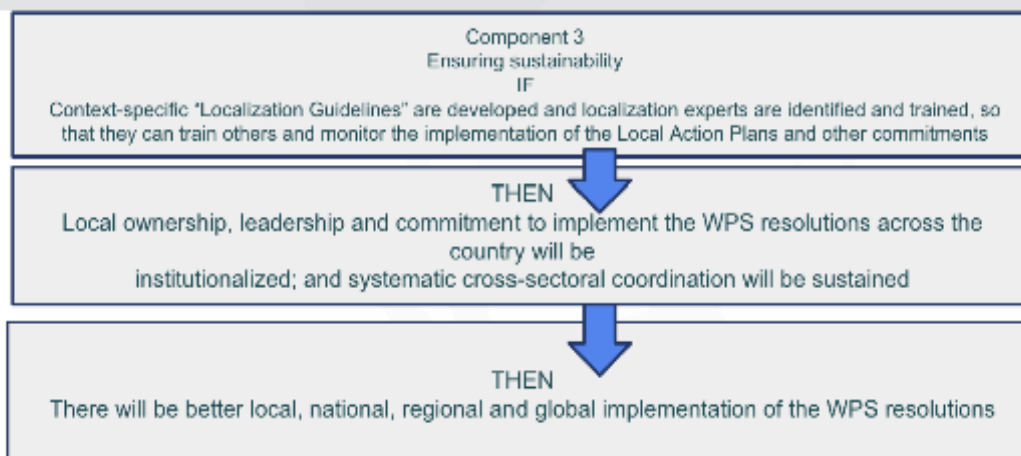 Component 3
Ensuring sustainability
IF
Context-specific "Localization Guidelines" are developed and localization experts are identified and trained, so
that they can train others and monitor the implementation of the Local Action Plans and other commitments
THEN
Local ownership, leadership and commitment to implement the WPS resolutions across the
country will be
institutionalized; and systematic cross-sectoral coordination will be sustained
THEN
There will be better local, national, regional and global implementation of the WPS resolutions